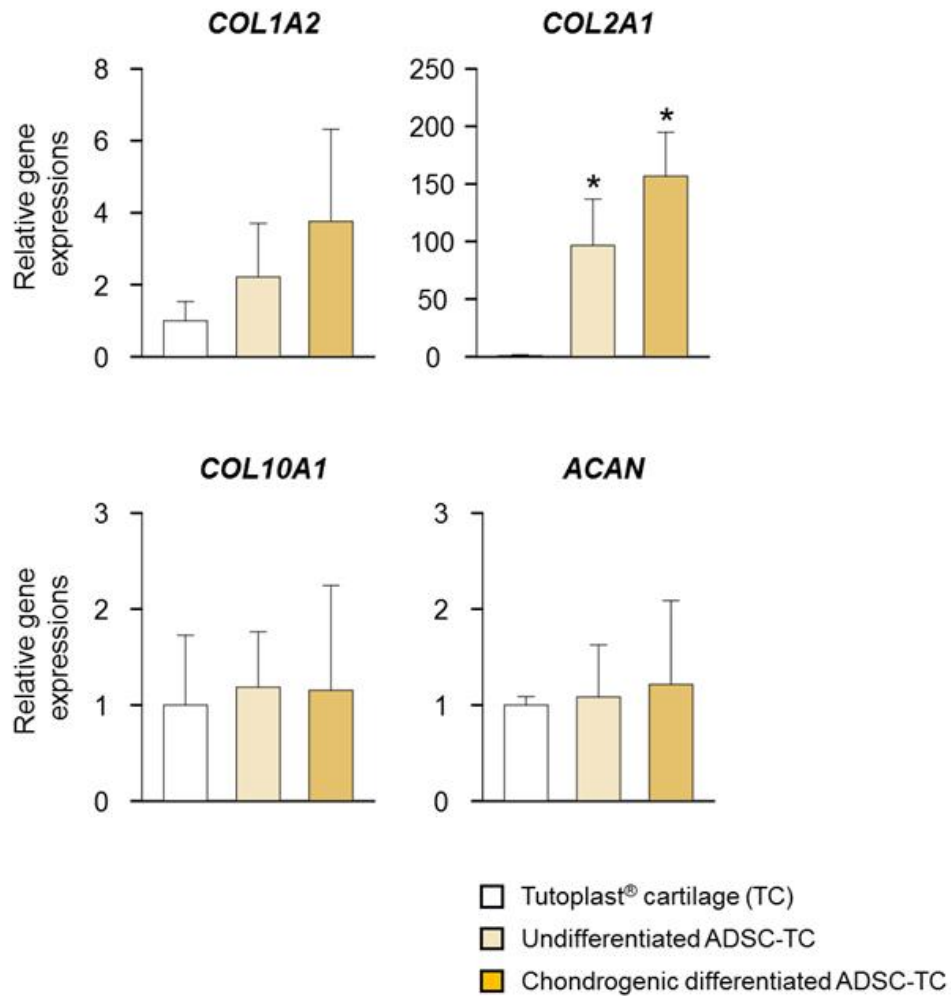 COL1A2
COL2A1
Relative gene
expressions
8
6
4
2
0
250
200
150
100
50
0
*
*
COL10A1
ACAN
Relative gene
expressions
3
2
1
0
3
2
1
0
Tutoplast® cartilage (TC)
Undifferentiated ADSC-TC
Chondrogenic differentiated ADSC-TC